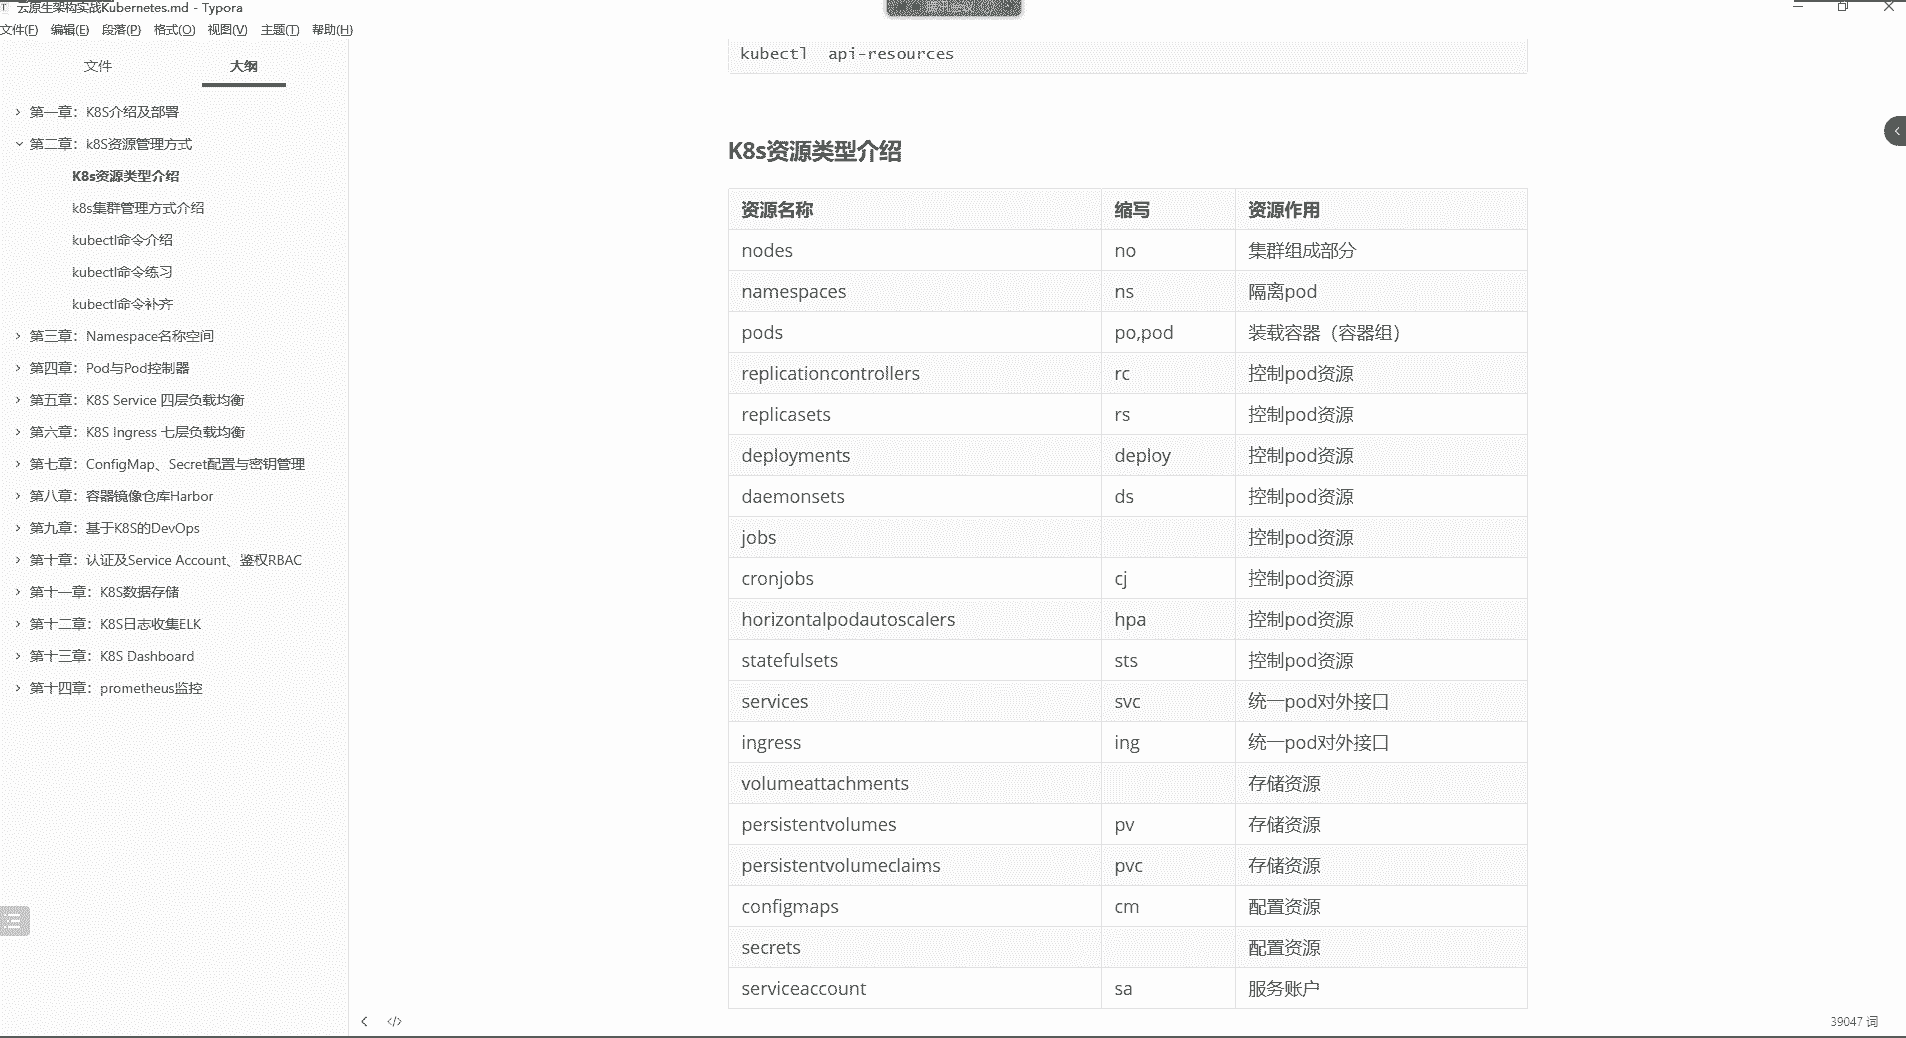 云原生架构实战Kubernetes.md - Typora
文件(F) 编辑(E) 段落(P) 格式(O) 视图(V) 主题(T) 帮助(H)
文件 大纲
第一章：K8S介绍及部署
第二章：k8S资源管理方式
K8s资源类型介绍
k8s集群管理方式介绍
kubectl命令介绍
kubectl命令练习
kubectl命令补齐
第三章：Namespace名称空间
第四章：Pod与Pod控制器
第五章：K8S Service 四层负载均衡
第六章：K8S Ingress 七层负载均衡
第七章：ConfigMap、Secret配置与密钥管理
第八章：容器镜像仓库Harbor
第九章：基于K8S的DevOps
第十章：认证及Service Account、鉴权RBAC
第十一章：K8S数据存储
第十二章：K8S日志收集ELK
第十三章：K8S Dashboard
第十四章：prometheus监控
kubectl  api-resources
K8s资源类型介绍
资源名称 缩写 资源作用
nodes no 集群组成部分
namespaces ns 隔离pod
pods po,pod 装载容器（容器组）
replicationcontrollers rc 控制pod资源
replicasets rs 控制pod资源
deployments deploy 控制pod资源
daemonsets ds 控制pod资源
jobs 控制pod资源
cronjobs cj 控制pod资源
horizontalpodautoscalers hpa 控制pod资源
statefulsets sts 控制pod资源
services svc 统一pod对外接口
ingress ing 统一pod对外接口
volumeattachments 存储资源
persistentvolumes pv 存储资源
persistentvolumeclaims pvc 存储资源
configmaps cm 配置资源
secrets 配置资源
serviceaccount sa 服务账户
39047 词